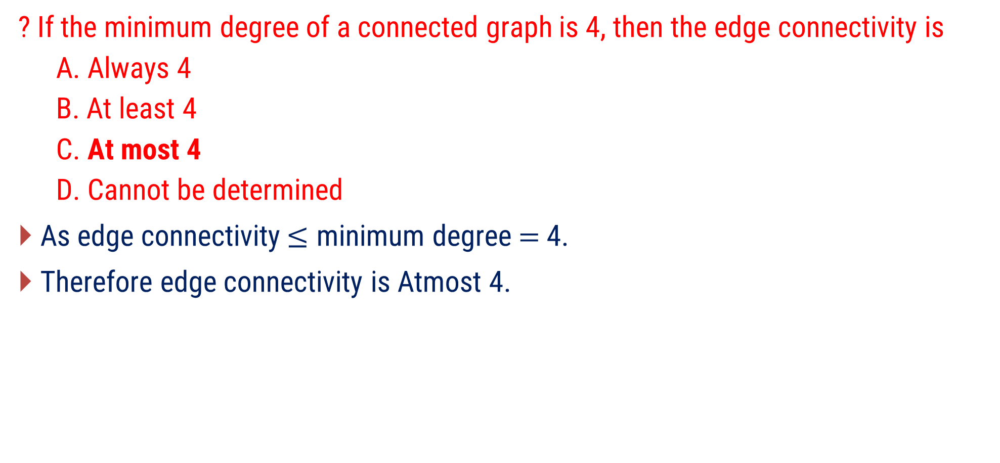 ? If the minimum degree of a connected graph is 4, then the edge connectivity is
A. Always 4
B. At least 4
C. At most 4
D. Cannot be determined
As edge connectivity ≤ minimum degree = 4.
Therefore edge connectivity is Atmost 4.